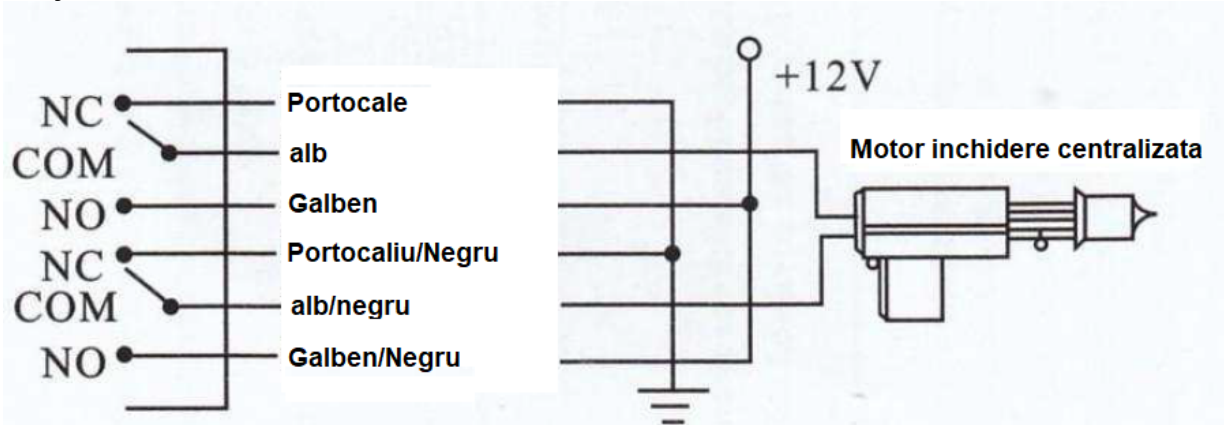 NC
Portocale
COM
alb
NO
Galben
NC
Portocaliu/Negru
COM
alb/negru
NO
Galben/Negru
+12V
Motor inchidere centralizata